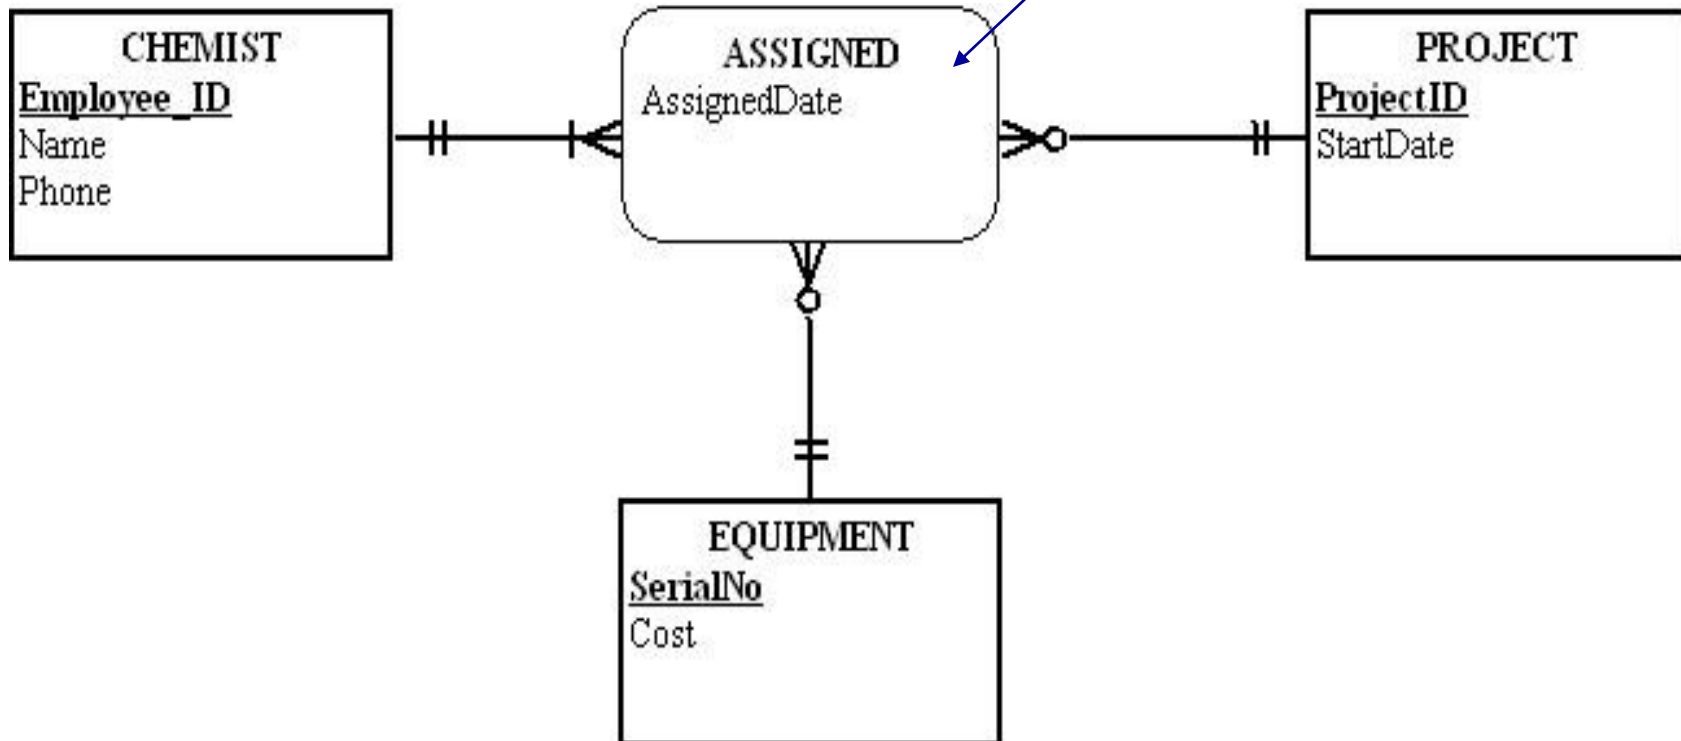 CHEMIST
Employee_ID
Name
Phone
ASSIGNED
AssignedDate
PROJECT
ProjectID
StartDate
EQUIPMENT
SerialNo
Cost